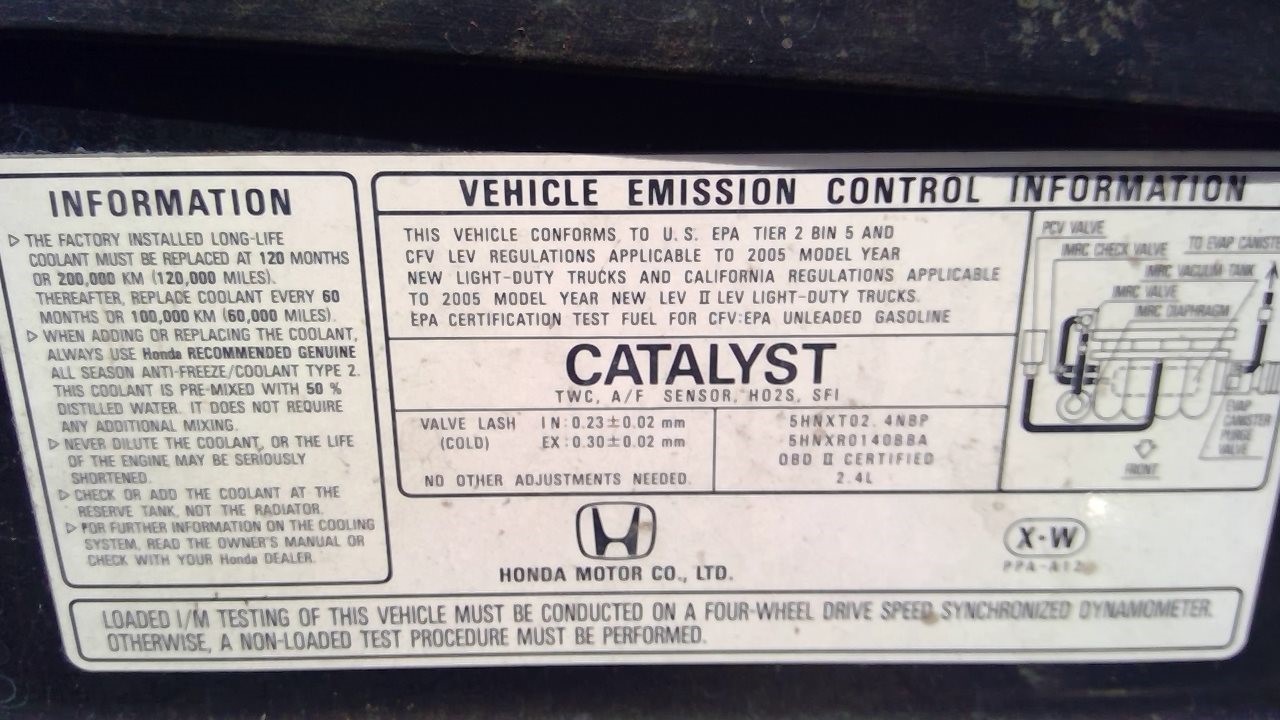 INFORMATION
▷ THE FACTORY INSTALLED LONG-LIFE
COOLANT MUST BE REPLACED AT 120 MONTHS
OR 200,000 KM (120,000 MILES).
THEREAFTER, REPLACE COOLANT EVERY 60
MONTHS OR 100,000 KM (60,000 MILES).
▷ WHEN ADDING OR REPLACING THE COOLANT,
ALWAYS USE Honda RECOMMENDED GENUINE
ALL SEASON ANTI-FREEZE/COOLANT TYPE 2.
THIS COOLANT IS PRE-MIXED WITH 50 %
DISTILLED WATER. IT DOES NOT REQUIRE
ANY ADDITIONAL MIXING.
▷ NEVER DILUTE THE COOLANT, OR THE LIFE
OF THE ENGINE MAY BE SERIOUSLY
SHORTENED.
▷ CHECK OR ADD THE COOLANT AT THE
RESERVE TANK, NOT THE RADIATOR.
▷ FOR FURTHER INFORMATION ON THE COOLING
SYSTEM, READ THE OWNER'S MANUAL OR
CHECK WITH YOUR Honda DEALER.
VEHICLE EMISSION CONTROL INFORMATION
THIS VEHICLE CONFORMS TO U.S. EPA TIER 2 BIN 5 AND
CFV LEV REGULATIONS APPLICABLE TO 2005 MODEL YEAR
NEW LIGHT-DUTY TRUCKS AND CALIFORNIA REGULATIONS APPLICABLE
TO 2005 MODEL YEAR NEW LEV II LEV LIGHT-DUTY TRUCKS.
EPA CERTIFICATION TEST FUEL FOR CFV:EPA UNLEADED GASOLINE
CATALYST
TWC, A/F SENSOR, HO2S, SFI
VALVE LASH IN:0.23±0.02 mm
(COLD) EX:0.30±0.02 mm
NO OTHER ADJUSTMENTS NEEDED.
5HNXT02.4NBP
5HNXR0140BBA
OBD II CERTIFIED
2.4L
PCV VALVE
IMRC CHECK VALVE
TO EVAP CANISTE
IMRC VACUUM TANK
IMRC VALVE
IMRC DIAPHRAGM
EVAP
CANISTER
PURGE
VALVE
FRONT
HONDA MOTOR CO., LTD.
X·W
PPA-A12
LOADED I/M TESTING OF THIS VEHICLE MUST BE CONDUCTED ON A FOUR-WHEEL DRIVE SPEED SYNCHRONIZED DYNAMOMETER.
OTHERWISE, A NON-LOADED TEST PROCEDURE MUST BE PERFORMED.